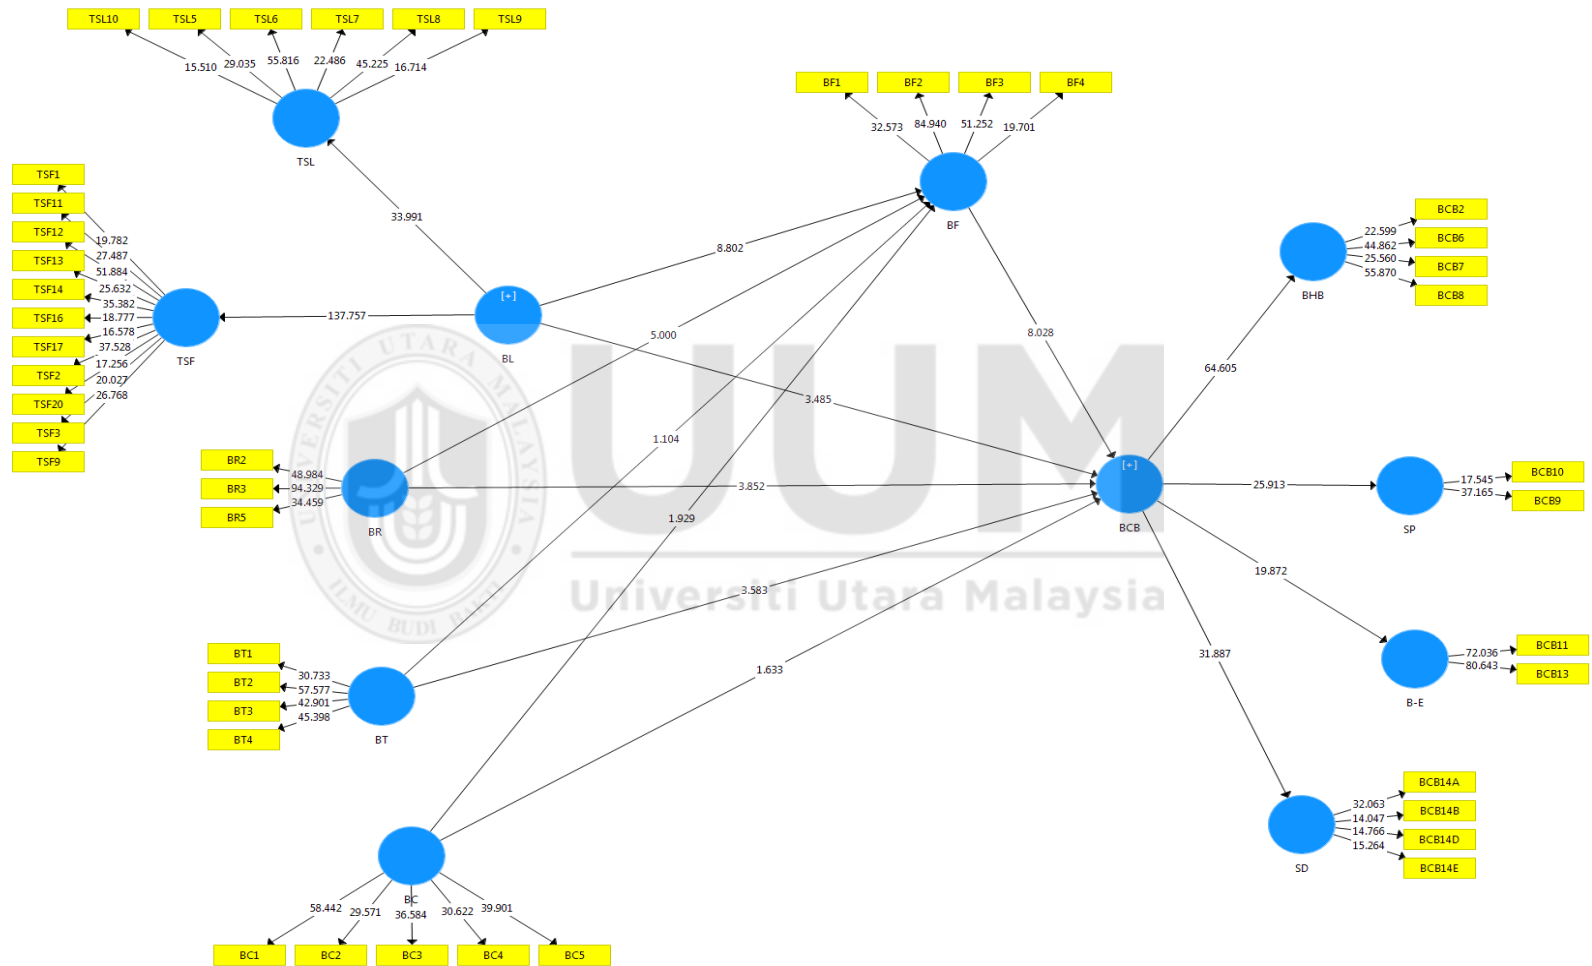 TSL10 TSL5 TSL6 TSL7 TSL8 TSL9
15.510 29.035 55.816 22.486 45.225 16.714
TSL
BF1 BF2 BF3 BF4
32.573 84.940 51.252 19.701
BF
TSF1
TSF11
TSF12
TSF13
TSF14
TSF16
TSF17
TSF2
TSF20
TSF3
TSF9
19.782
27.487
51.884
25.632
35.382
18.777
16.578
37.528
17.256
20.027
26.768
TSF
33.991
137.757
[+]
BL
8.802
5.000
1.104
1.929
8.028
3.485
3.852
3.583
1.633
BR2
BR3
BR5
48.984
94.329
34.459
BR
BT1
BT2
BT3
BT4
30.733
57.577
42.901
45.398
BT
BC
58.442 29.571 36.584 30.622 39.901
BC1 BC2 BC3 BC4 BC5
[+]
BCB
64.605
25.913
19.872
31.887
BHB
22.599
44.862
25.560
55.870
BCB2
BCB6
BCB7
BCB8
SP
17.545
37.165
BCB10
BCB9
B-E
72.036
80.643
BCB11
BCB13
SD
32.063
14.047
14.766
15.264
BCB14A
BCB14B
BCB14D
BCB14E
UNIVERSITI UTARA MALAYSIA
ILMU BUDI BAKTI
UUM
Universiti Utara Malaysia